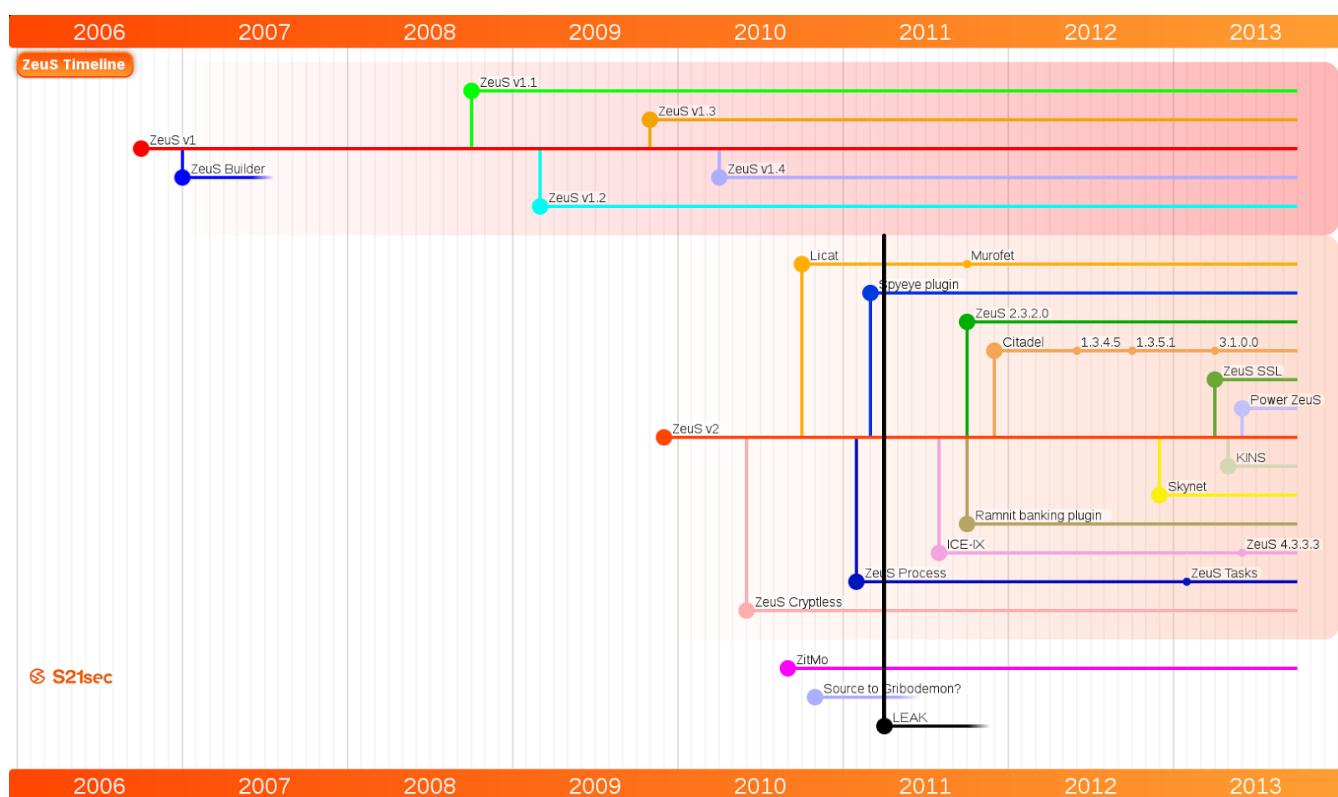 2006 2007 2008 2009 2010 2011 2012 2013
ZeuS Timeline
ZeuS v1.1
ZeuS v1.3
ZeuS v1
ZeuS Builder
ZeuS v1.4
ZeuS v1.2
Licat
Murofet
Spyeye plugin
ZeuS 2.3.2.0
Citadel
1.3.4.5
1.3.5.1
3.1.0.0
ZeuS SSL
Power ZeuS
ZeuS v2
KINS
Skynet
Ramnit banking plugin
ICE-IX
ZeuS 4.3.3.3
ZeuS Process
ZeuS Tasks
ZeuS Cryptless
ZitMo
S21sec
Source to Gribodemon?
LEAK
2006 2007 2008 2009 2010 2011 2012 2013